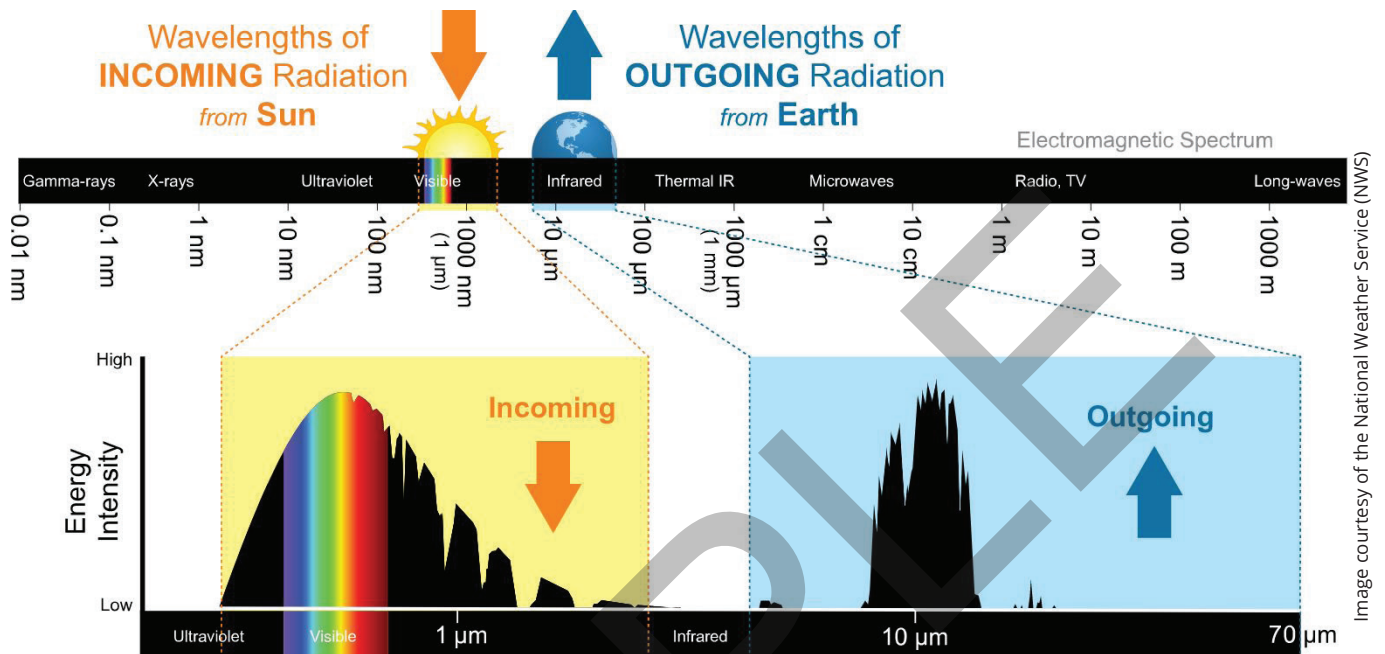 Wavelengths of
INCOMING Radiation
from Sun
Wavelengths of
OUTGOING Radiation
from Earth
Electromagnetic Spectrum
Gamma-rays X-rays Ultraviolet Visible Infrared Thermal IR Microwaves Radio, TV Long-waves
0.01 nm
0.1 nm
1 nm
10 nm
100 nm
1000 nm
(1 µm)
10 µm
100 µm
1000 µm
(1 mm)
1 cm
10 cm
1 m
10 m
100 m
1000 m
High
Energy
Intensity
Low
Incoming
Outgoing
Ultraviolet Visible 1 µm Infrared 10 µm 70 µm
Image courtesy of the National Weather Service (NWS)
PLE